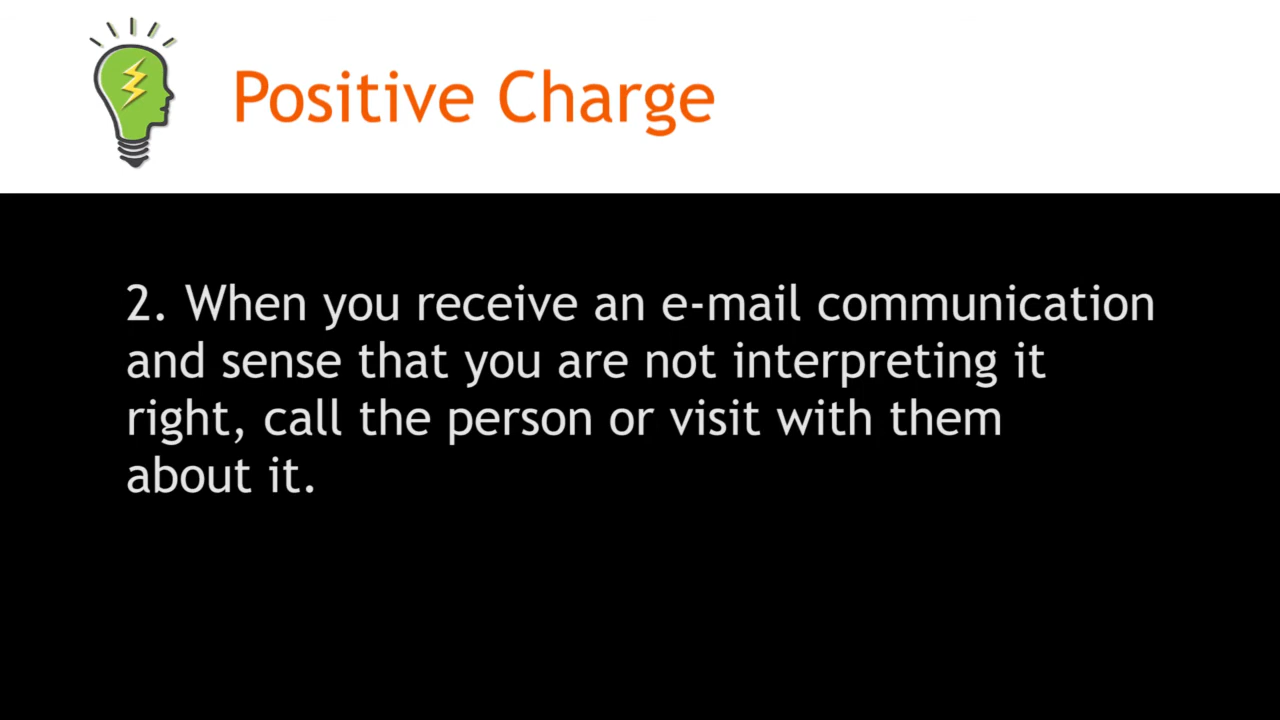 Positive Charge
2. When you receive an e-mail communication
and sense that you are not interpreting it
right, call the person or visit with them
about it.